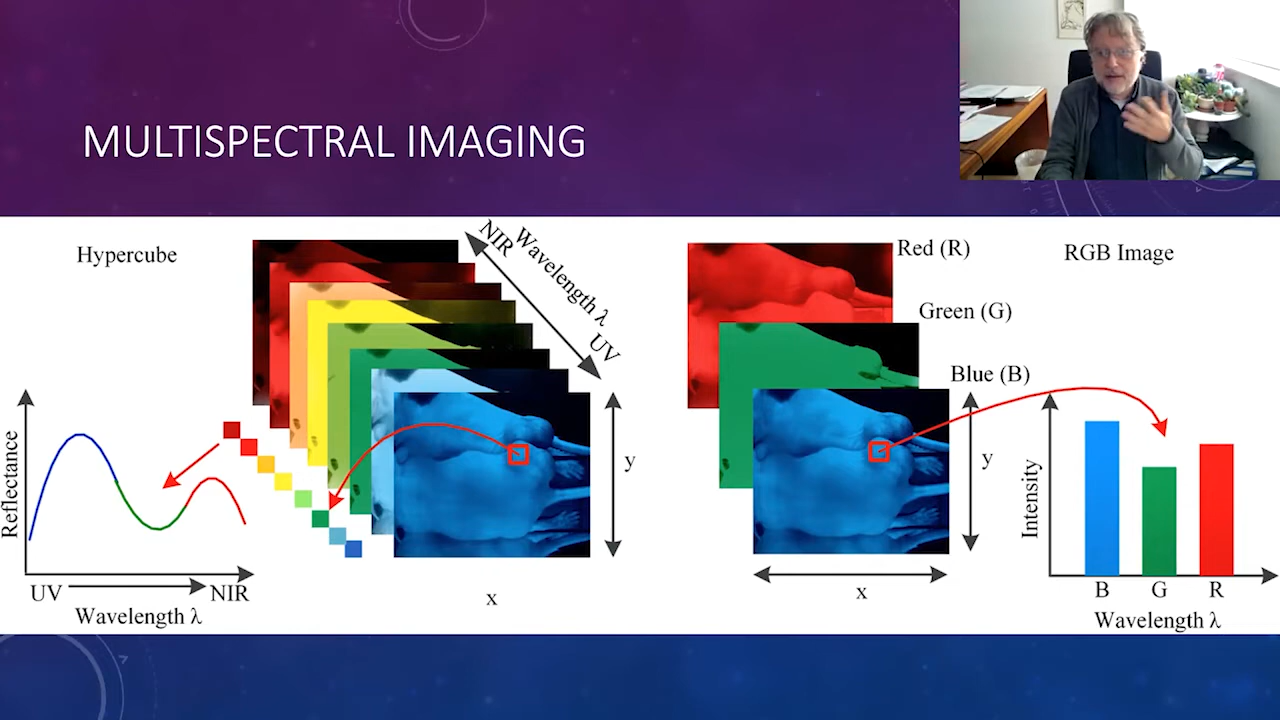 MULTISPECTRAL IMAGING
Hypercube
NIR
Wavelength λ
UV
y
x
Reflectance
UV
NIR
Wavelength λ
Red (R)
Green (G)
Blue (B)
y
x
RGB Image
Intensity
B
G
R
Wavelength λ